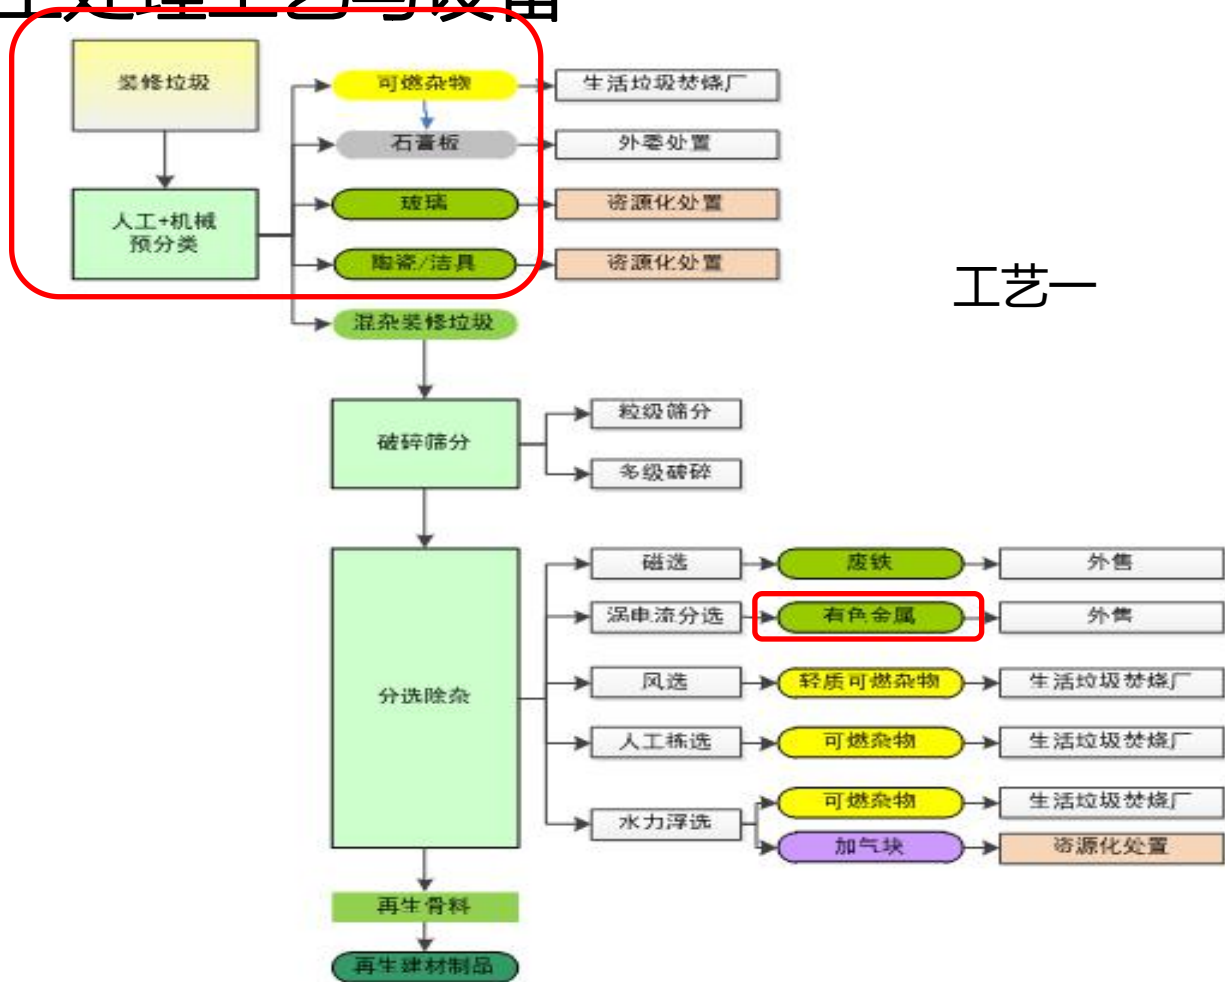 处理工艺与设备
装修垃圾
可燃杂物
生活垃圾焚烧厂
石膏板
外委处置
人工+机械
预分类
玻璃
资源化处置
陶瓷/洁具
资源化处置
工艺一
混杂装修垃圾
破碎筛分
粒级筛分
多级破碎
分选除杂
磁选
废铁
外售
涡电流分选
有色金属
外售
风选
轻质可燃杂物
生活垃圾焚烧厂
人工拣选
可燃杂物
生活垃圾焚烧厂
水力浮选
可燃杂物
生活垃圾焚烧厂
加气块
资源化处置
再生骨料
再生建材制品